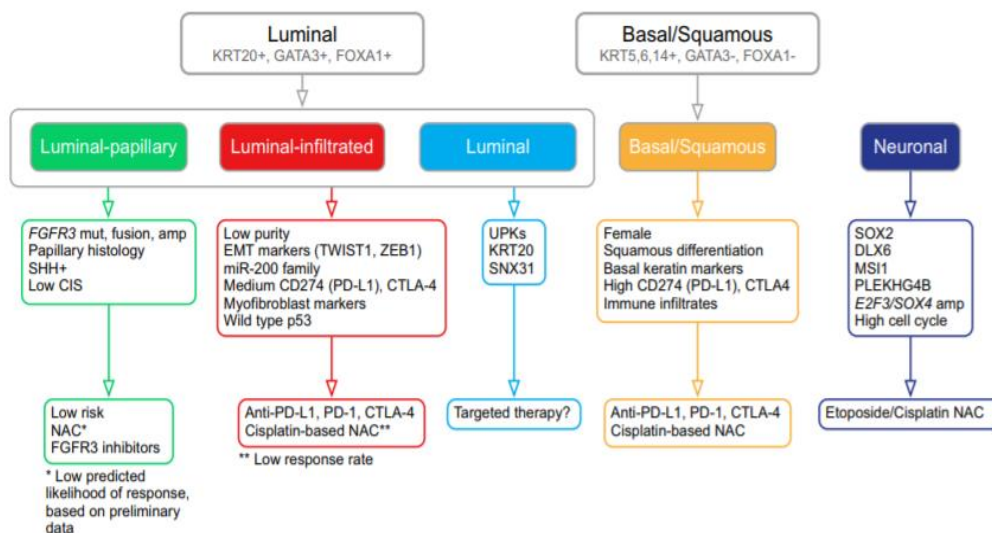 Luminal
KRT20+, GATA3+, FOXA1+
Basal/Squamous
KRT5,6,14+, GATA3-, FOXA1-
Luminal-papillary
Luminal-infiltrated
Luminal
Basal/Squamous
Neuronal
FGFR3 mut, fusion, amp
Papillary histology
SHH+
Low CIS
Low purity
EMT markers (TWIST1, ZEB1)
miR-200 family
Medium CD274 (PD-L1), CTLA-4
Myofibroblast markers
Wild type p53
UPKs
KRT20
SNX31
Female
Squamous differentiation
Basal keratin markers
High CD274 (PD-L1), CTLA4
Immune infiltrates
SOX2
DLX6
MSI1
PLEKHG4B
E2F3/SOX4 amp
High cell cycle
Low risk
NAC*
FGFR3 inhibitors
* Low predicted
likelihood of response,
based on preliminary
data
Anti-PD-L1, PD-1, CTLA-4
Cisplatin-based NAC**
** Low response rate
Targeted therapy?
Anti-PD-L1, PD-1, CTLA-4
Cisplatin-based NAC
Etoposide/Cisplatin NAC